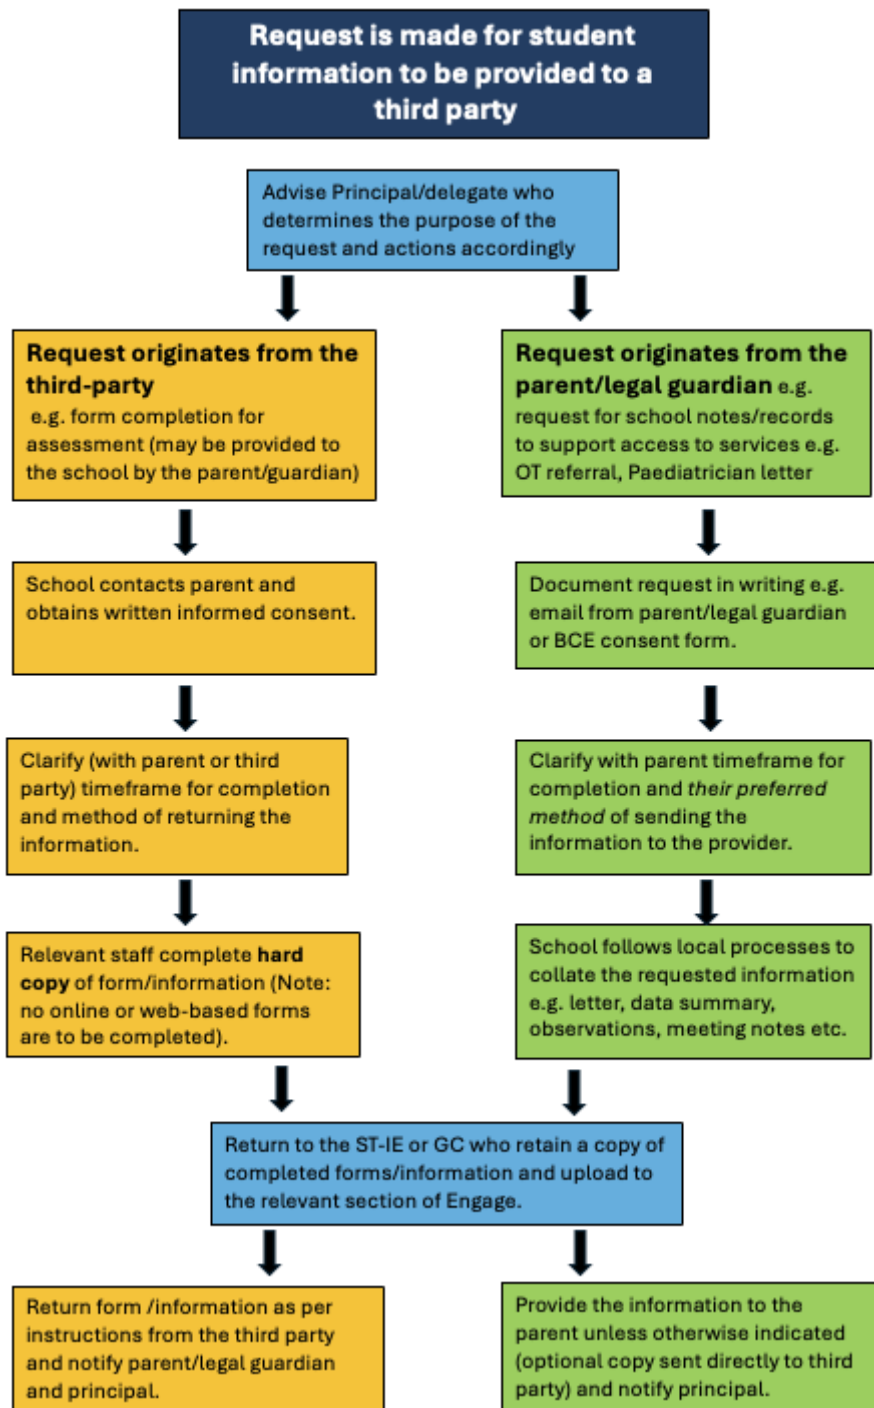 Request is made for student
information to be provided to a
third party
Advise Principal/delegate who
determines the purpose of the
request and actions accordingly
Request originates from the
third-party
e.g. form completion for
assessment (may be provided to
the school by the parent/guardian)
Request originates from the
parent/legal guardian e.g.
request for school notes/records
to support access to services e.g.
OT referral, Paediatrician letter
School contacts parent and
obtains written informed consent.
Document request in writing e.g.
email from parent/legal guardian
or BCE consent form.
Clarify (with parent or third
party) timeframe for completion
and method of returning the
information.
Clarify with parent timeframe for
completion and their preferred
method of sending the
information to the provider.
Relevant staff complete hard
copy of form/information (Note:
no online or web-based forms
are to be completed).
School follows local processes to
collate the requested information
e.g. letter, data summary,
observations, meeting notes etc.
Return to the ST-IE or GC who retain a copy of
completed forms/information and upload to
the relevant section of Engage.
Return form /information as per
instructions from the third party
and notify parent/legal guardian
and principal.
Provide the information to the
parent unless otherwise indicated
(optional copy sent directly to third
party) and notify principal.